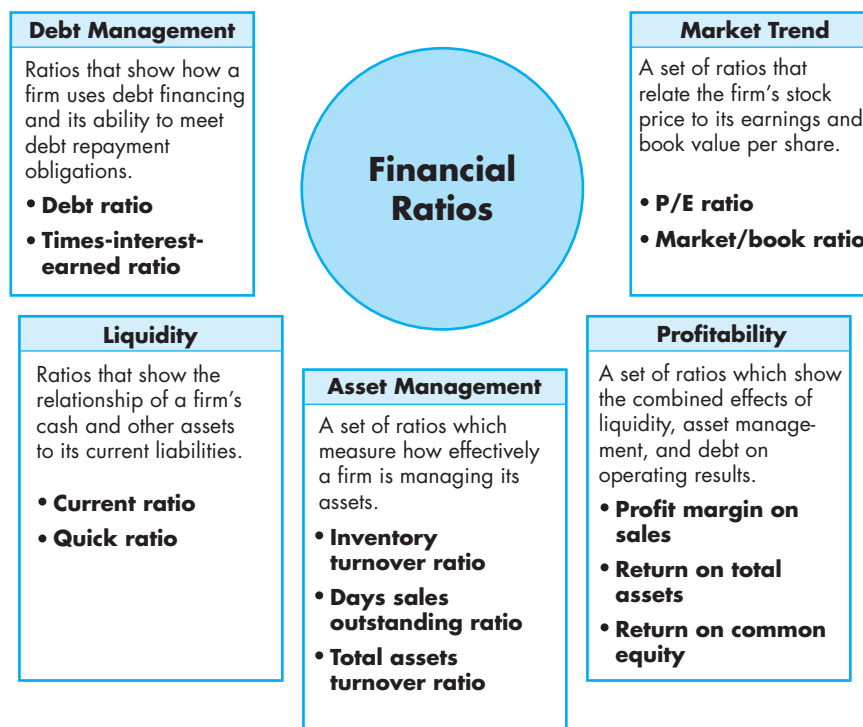 Debt Management
Ratios that show how a
firm uses debt financing
and its ability to meet
debt repayment
obligations.
• Debt ratio
• Times-interest-
earned ratio
Financial
Ratios
Market Trend
A set of ratios that
relate the firm’s stock
price to its earnings and
book value per share.
• P/E ratio
• Market/book ratio
Liquidity
Ratios that show the
relationship of a firm’s
cash and other assets
to its current liabilities.
• Current ratio
• Quick ratio
Asset Management
A set of ratios which
measure how effectively
a firm is managing its
assets.
• Inventory
turnover ratio
• Days sales
outstanding ratio
• Total assets
turnover ratio
Profitability
A set of ratios which show
the combined effects of
liquidity, asset manage-
ment, and debt on
operating results.
• Profit margin on
sales
• Return on total
assets
• Return on common
equity